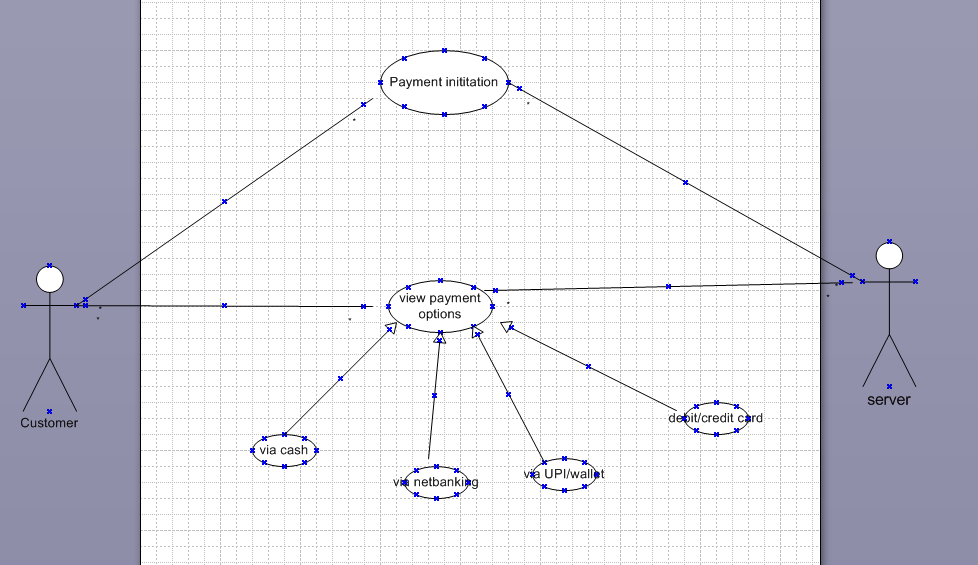 Payment inititation
view payment
options
Customer
server
debit/credit card
via cash
via netbanking
via UPI/wallet